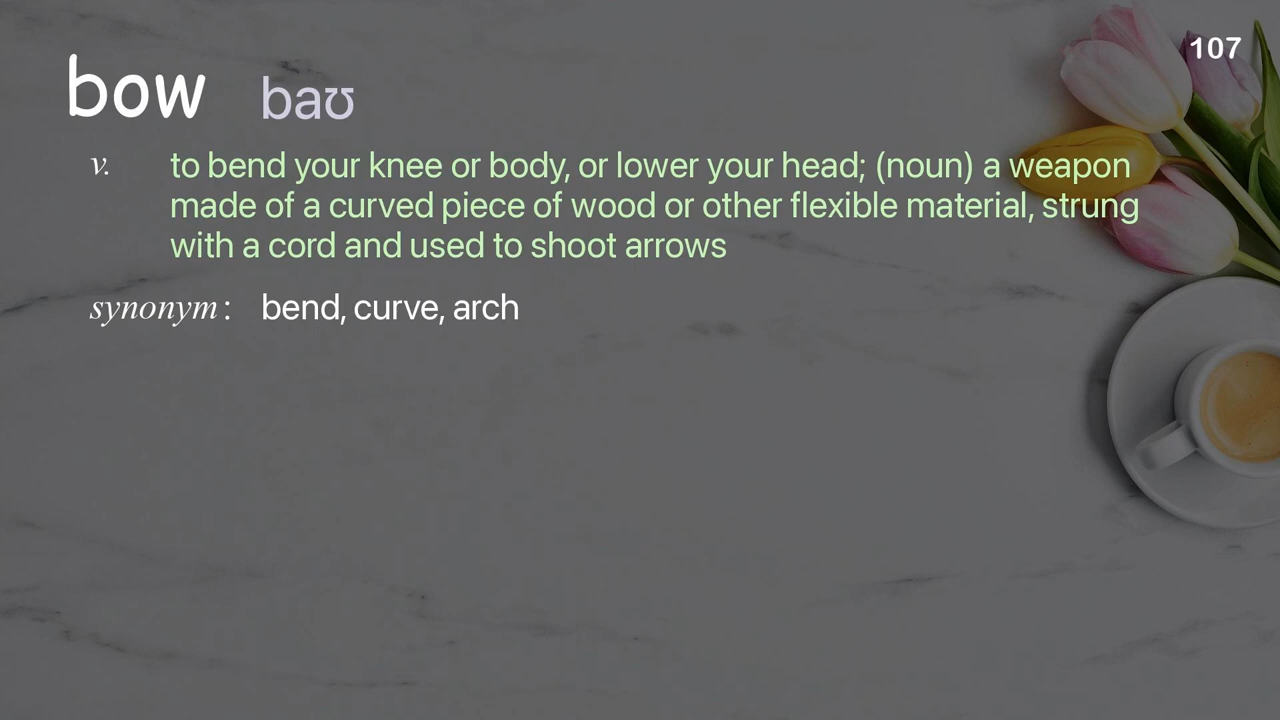 107
bow baʊ
v. to bend your knee or body, or lower your head; (noun) a weapon
made of a curved piece of wood or other flexible material, strung
with a cord and used to shoot arrows
synonym: bend, curve, arch